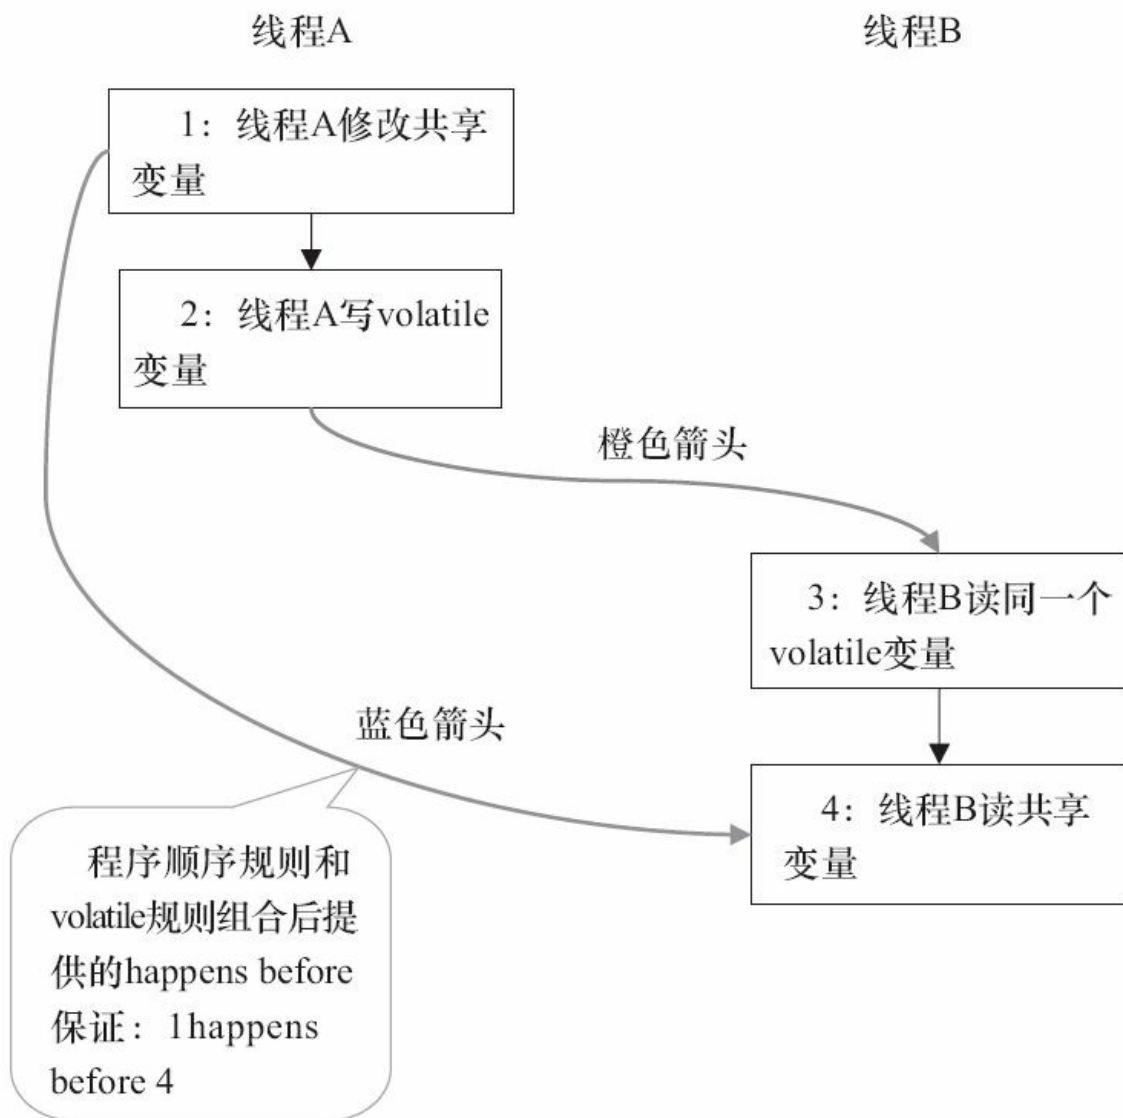 线程A
线程B
1：线程A修改共享
变量
2：线程A写volatile
变量
橙色箭头
3：线程B读同一个
volatile变量
蓝色箭头
4：线程B读共享
变量
程序顺序规则和
volatile规则组合后提
供的happens before
保证：1happens
before 4